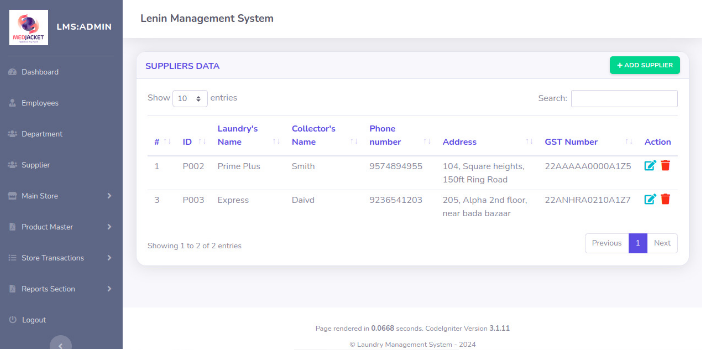 MEDJACKET
LMS:ADMIN
Lenin Management System
Dashboard
Employees
Department
Supplier
Main Store
Product Master
Store Transactions
Reports Section
Logout
SUPPLIERS DATA
+ ADD SUPPLIER
Show 10 entries
Search:
# ID Laundry's Name Collector's Name Phone number Address GST Number Action
1 P002 Prime Plus Smith 9574894955 104, Square heights, 150ft Ring Road 22AAAAA0000A1Z5
3 P003 Express Daivd 9236541203 205, Alpha 2nd floor, near bada bazaar 22ANHRA0210A1Z7
Showing 1 to 2 of 2 entries
Previous 1 Next
Page rendered in 0.0668 seconds. CodeIgniter Version 3.1.11
© Laundry Management System - 2024